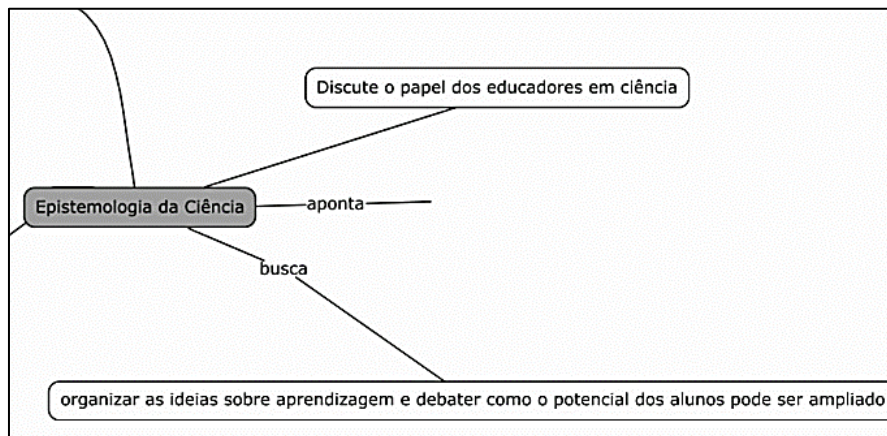 Discute o papel dos educadores em ciência
Epistemologia da Ciência
aponta
busca
organizar as ideias sobre aprendizagem e debater como o potencial dos alunos pode ser ampliado